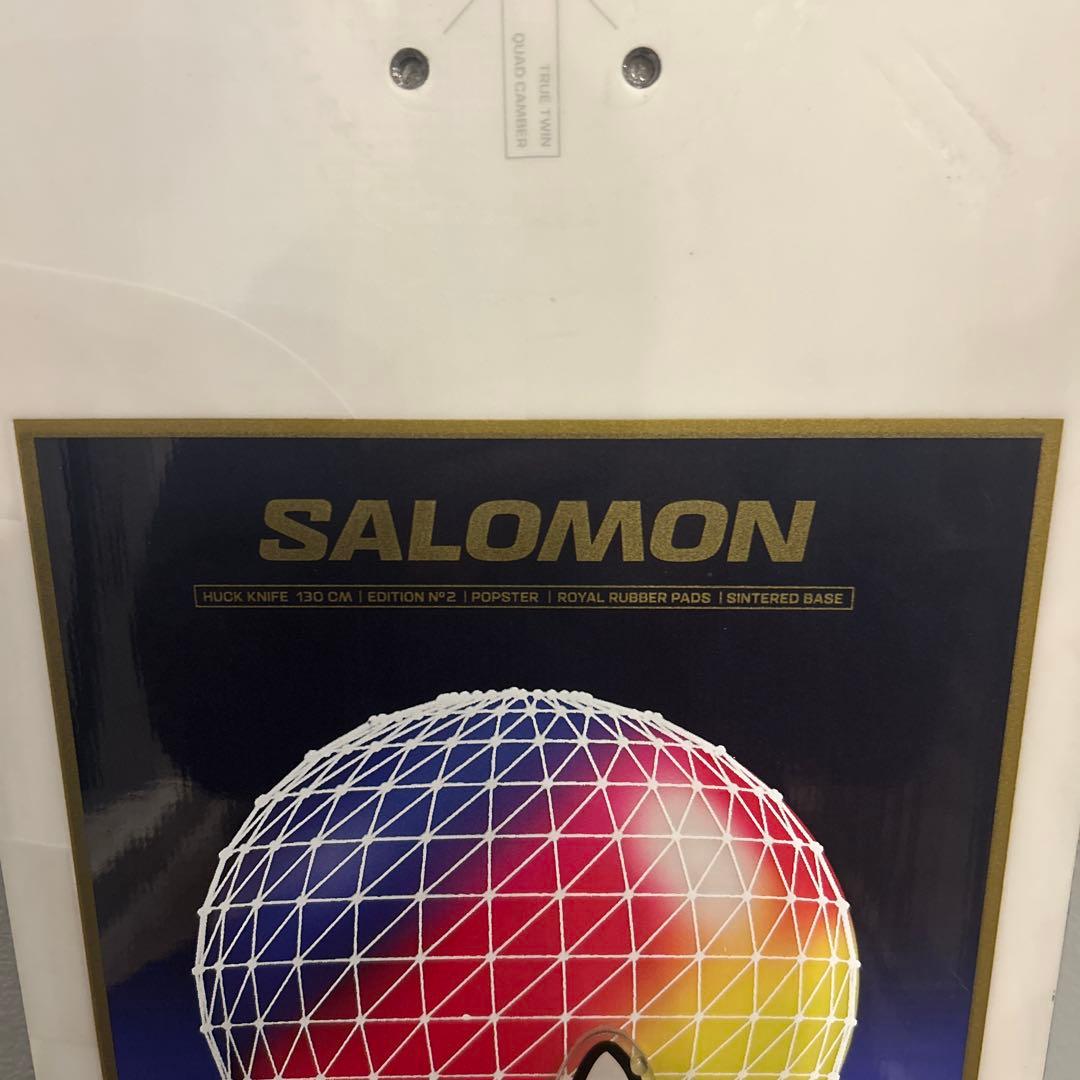 TRUE TWIN
QUAD CAMBER
SALOMON
HUCK KNIFE 130 CM | EDITION Nº2 | POPSTER | ROYAL RUBBER PADS | SINTERED BASE